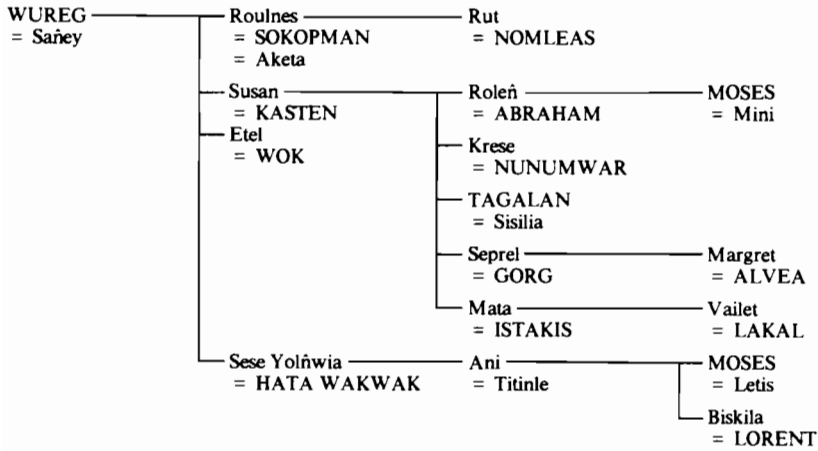 WUREG Roulnes Rut
= Sañey = SOKOPMAN = NOMLEAS
= Aketa
Susan Roleñ MOSES
= KASTEN = ABRAHAM = Mini
Etel Krese
= WOK = NUNUMWAR
TAGALAN
= Sisilia
Seprel Margret
= GORG = ALVEA
Mata Vailet
= ISTAKIS = LAKAL
Sese Yolñwia Ani MOSES
= HATA WAKWAK = Titinle = Letis
Biskila
= LORENT